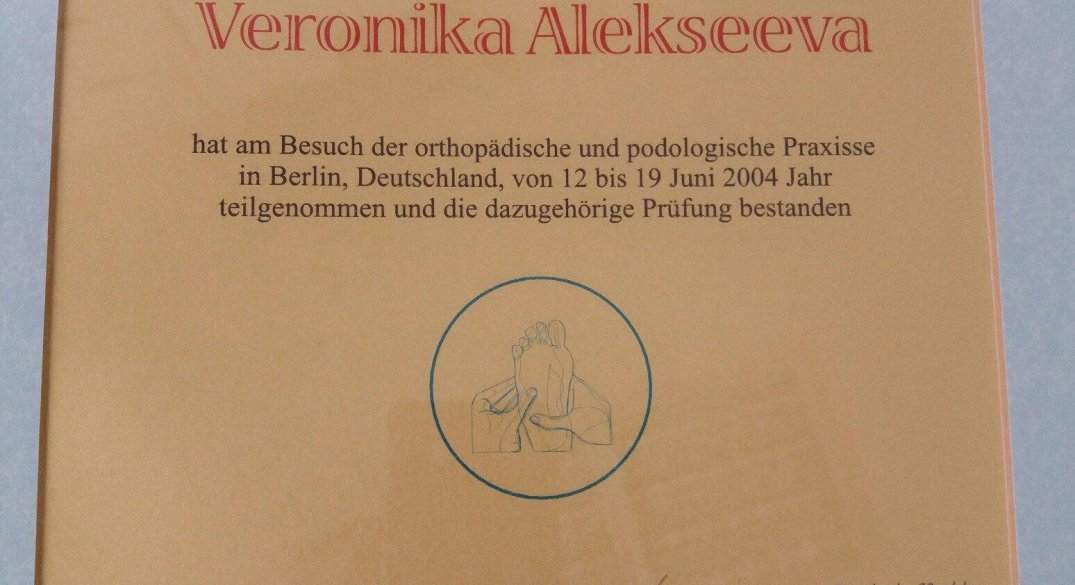 Veronika Alekseeva
hat am Besuch der orthopädische und podologische Praxisse
in Berlin, Deutschland, von 12 bis 19 Juni 2004 Jahr
teilgenommen und die dazugehörige Prüfung bestanden